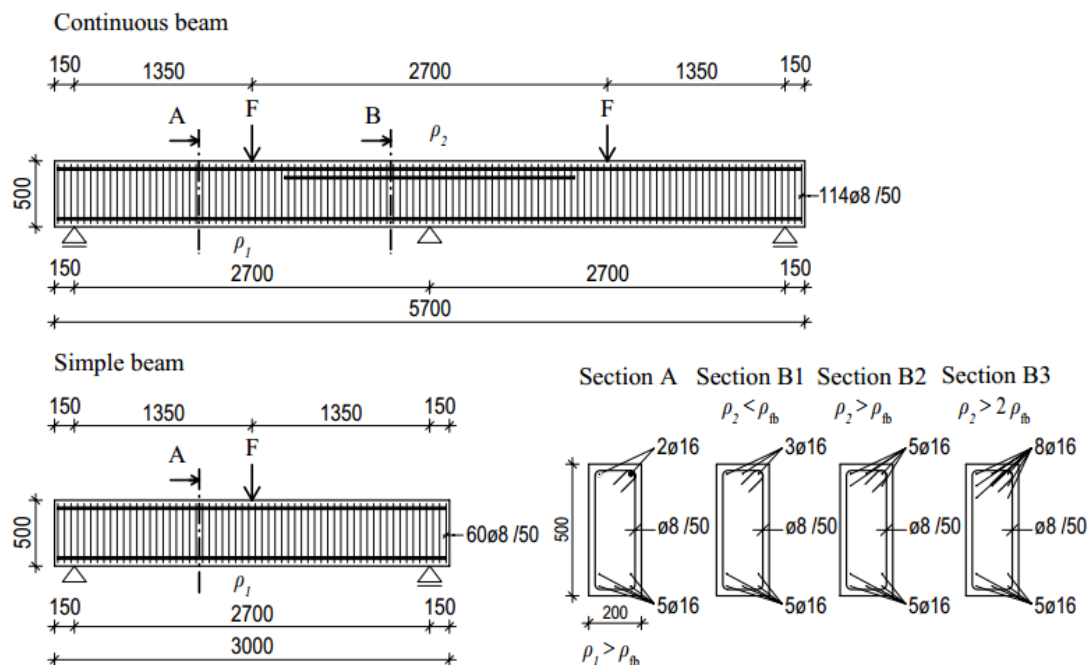 Continuous beam
150 1350 2700 1350 150
F F
A B ρ₂
500
114ø8 /50
ρ₁
150 2700 2700 150
5700
Simple beam
150 1350 1350 150
F
A
500
60ø8 /50
ρ₁
150 2700 150
3000
Section A Section B1 Section B2 Section B3
ρ₂ < ρfb ρ₂ > ρfb ρ₂ > 2 ρfb
2ø16 3ø16 5ø16 8ø16
500
ø8 /50 ø8 /50 ø8 /50 ø8 /50
5ø16 5ø16 5ø16 5ø16
200
ρ₁ > ρfb